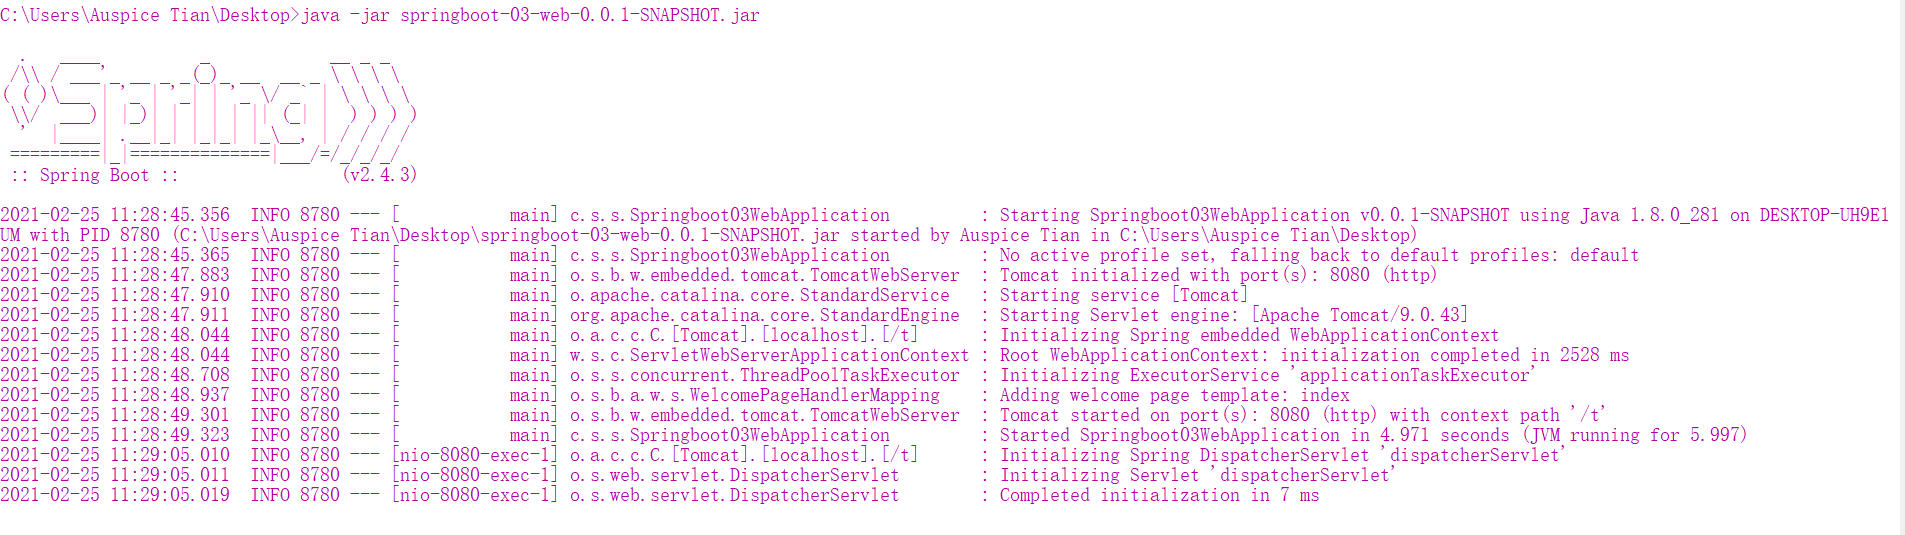 C:\Users\Auspice Tian\Desktop>java -jar springboot-03-web-0.0.1-SNAPSHOT.jar

  .   ____          _            __ _ _
 /\\ / ___'_ __ _ _(_)_ __  __ _ \ \ \ \
( ( )\___ | '_ | '_| | '_ \/ _` | \ \ \ \
 \\/  ___)| |_)| | | | | || (_| |  ) ) ) )
  '  |____| .__|_| |_|_| |_\__, | / / / /
 =========|_|==============|___/=/_/_/_/
 :: Spring Boot ::                (v2.4.3)

2021-02-25 11:28:45.356  INFO 8780 --- [           main] c.s.s.Springboot03WebApplication         : Starting Springboot03WebApplication v0.0.1-SNAPSHOT using Java 1.8.0_281 on DESKTOP-UH9E1
UM with PID 8780 (C:\Users\Auspice Tian\Desktop\springboot-03-web-0.0.1-SNAPSHOT.jar started by Auspice Tian in C:\Users\Auspice Tian\Desktop)
2021-02-25 11:28:45.365  INFO 8780 --- [           main] c.s.s.Springboot03WebApplication         : No active profile set, falling back to default profiles: default
2021-02-25 11:28:47.883  INFO 8780 --- [           main] o.s.b.w.embedded.tomcat.TomcatWebServer  : Tomcat initialized with port(s): 8080 (http)
2021-02-25 11:28:47.910  INFO 8780 --- [           main] o.apache.catalina.core.StandardService   : Starting service [Tomcat]
2021-02-25 11:28:47.911  INFO 8780 --- [           main] org.apache.catalina.core.StandardEngine  : Starting Servlet engine: [Apache Tomcat/9.0.43]
2021-02-25 11:28:48.044  INFO 8780 --- [           main] o.a.c.c.C.[Tomcat].[localhost].[/t]      : Initializing Spring embedded WebApplicationContext
2021-02-25 11:28:48.044  INFO 8780 --- [           main] w.s.c.ServletWebServerApplicationContext : Root WebApplicationContext: initialization completed in 2528 ms
2021-02-25 11:28:48.708  INFO 8780 --- [           main] o.s.s.concurrent.ThreadPoolTaskExecutor  : Initializing ExecutorService 'applicationTaskExecutor'
2021-02-25 11:28:48.937  INFO 8780 --- [           main] o.s.b.a.w.s.WelcomePageHandlerMapping    : Adding welcome page template: index
2021-02-25 11:28:49.301  INFO 8780 --- [           main] o.s.b.w.embedded.tomcat.TomcatWebServer  : Tomcat started on port(s): 8080 (http) with context path '/t'
2021-02-25 11:28:49.323  INFO 8780 --- [           main] c.s.s.Springboot03WebApplication         : Started Springboot03WebApplication in 4.971 seconds (JVM running for 5.997)
2021-02-25 11:29:05.010  INFO 8780 --- [nio-8080-exec-1] o.a.c.c.C.[Tomcat].[localhost].[/t]      : Initializing Spring DispatcherServlet 'dispatcherServlet'
2021-02-25 11:29:05.011  INFO 8780 --- [nio-8080-exec-1] o.s.web.servlet.DispatcherServlet        : Initializing Servlet 'dispatcherServlet'
2021-02-25 11:29:05.019  INFO 8780 --- [nio-8080-exec-1] o.s.web.servlet.DispatcherServlet        : Completed initialization in 7 ms